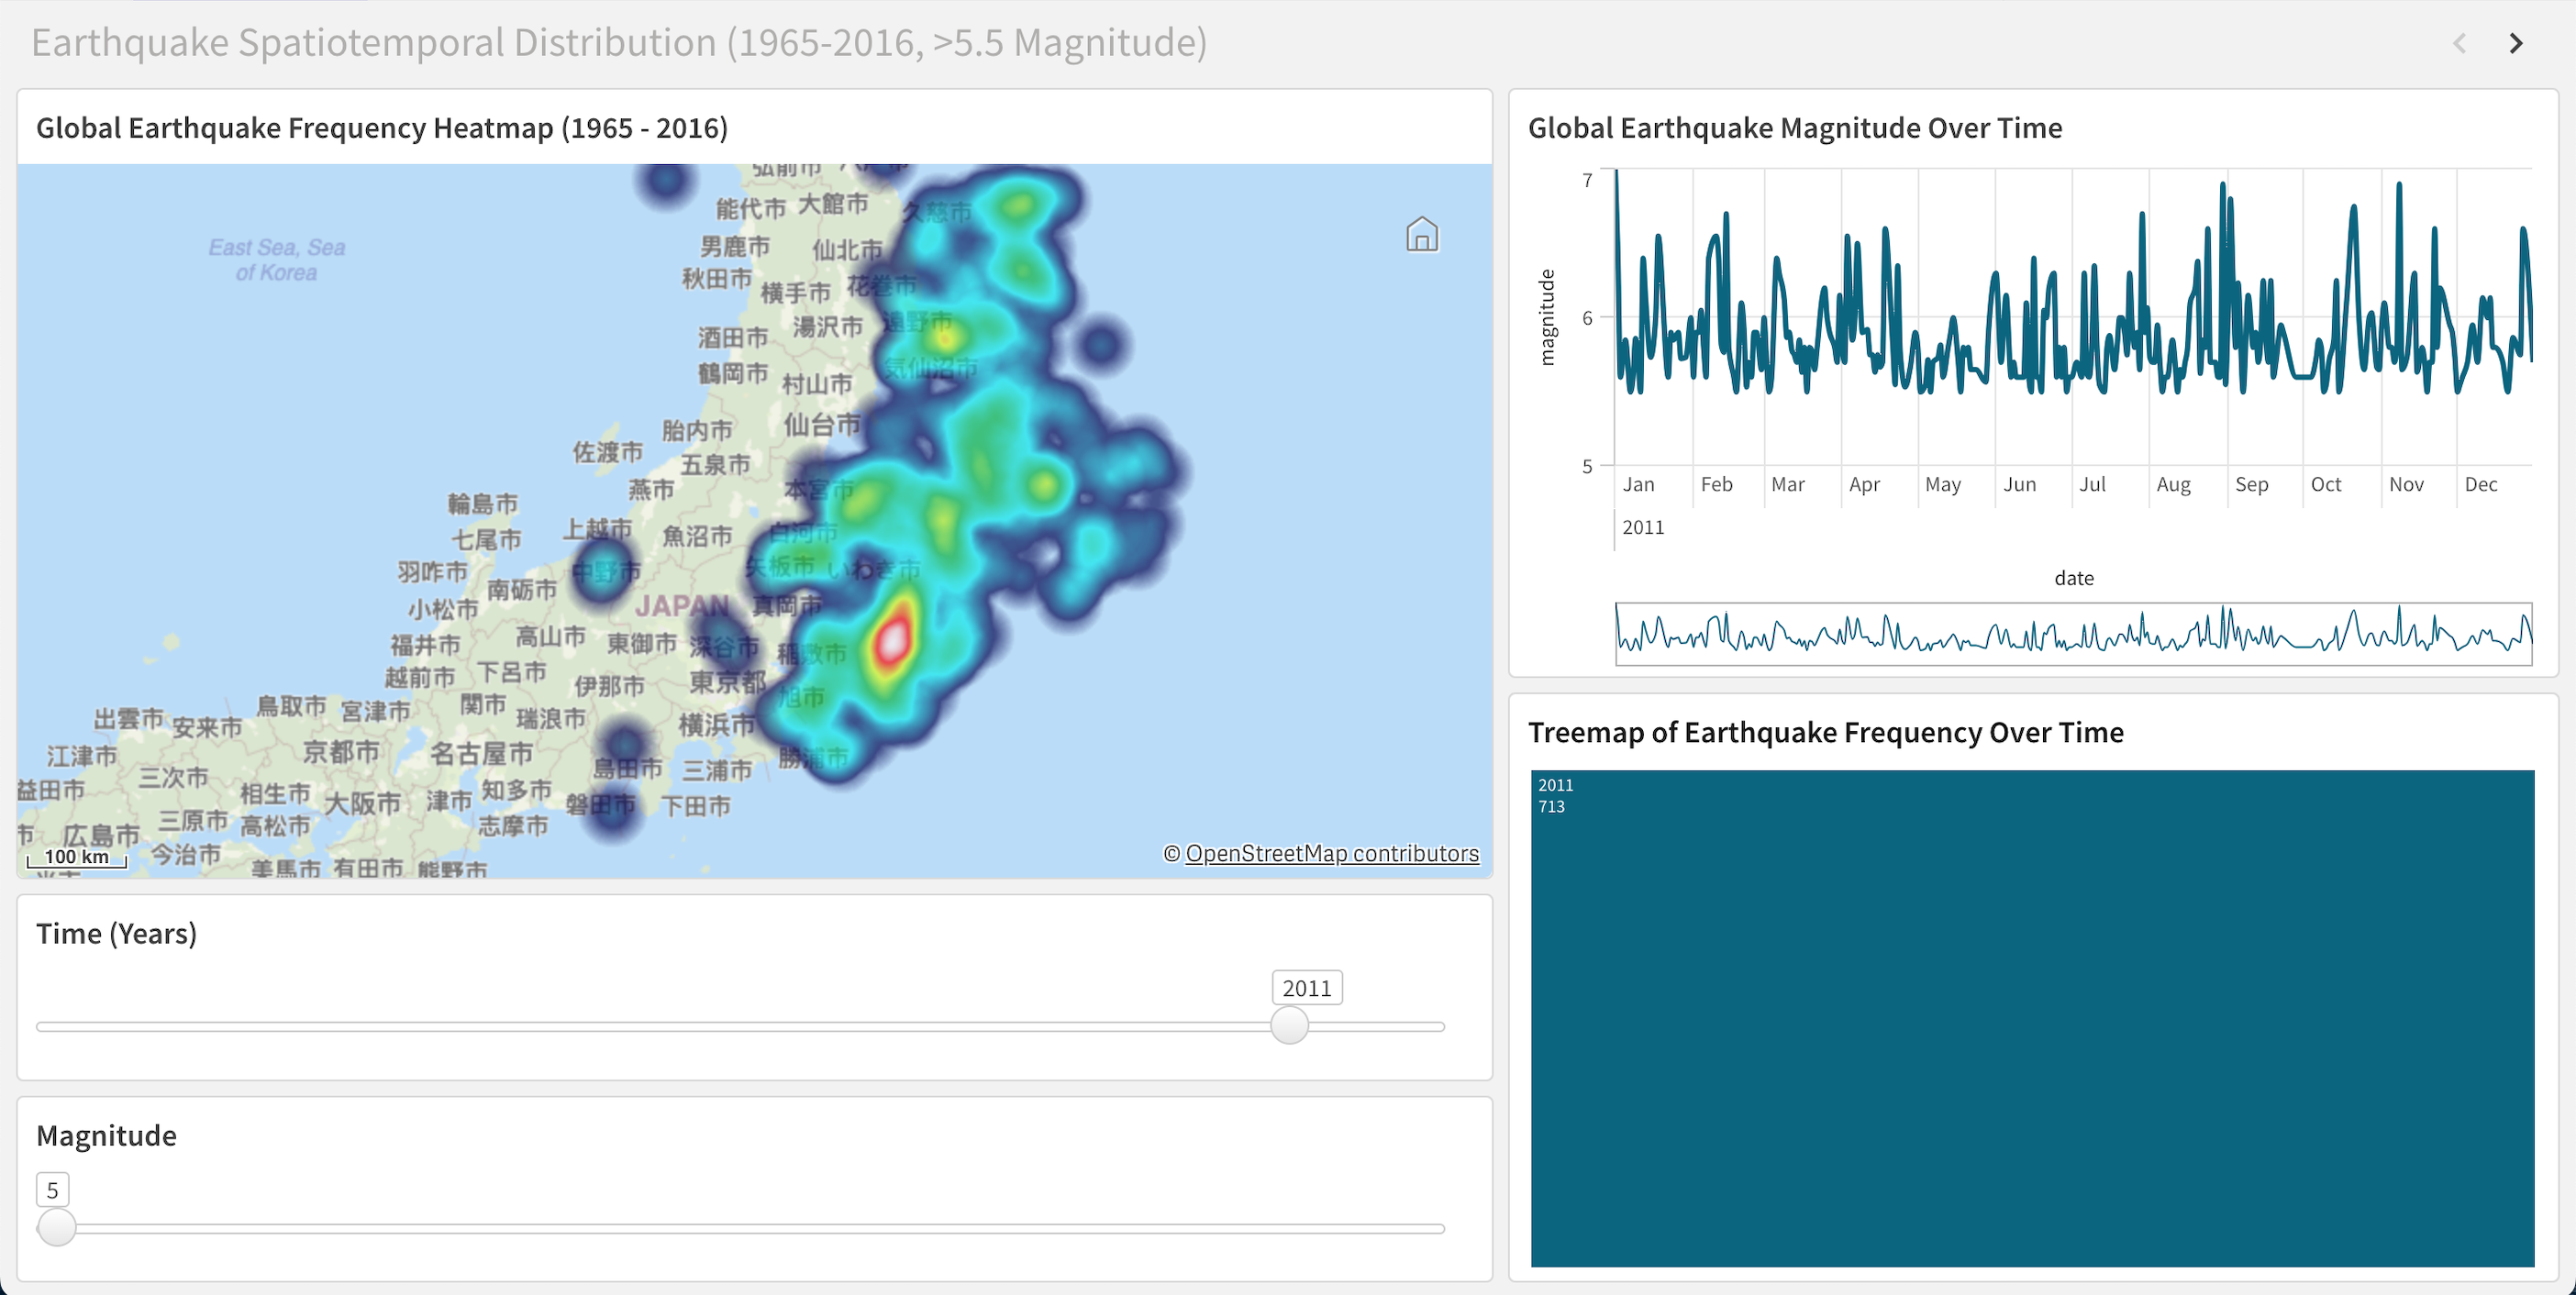 Earthquake Spatiotemporal Distribution (1965-2016, >5.5 Magnitude)
Global Earthquake Frequency Heatmap (1965 - 2016)
弘前市
能代市 大館市 久慈市
East Sea, Sea
of Korea
男鹿市 仙北市
秋田市 横手市 花巻市
酒田市 湯沢市 遠野市
鶴岡市 村山市 気仙沼市
胎内市 仙台市
佐渡市 五泉市
輪島市 燕市 本宮市
七尾市 上越市 魚沼市 白河市
羽咋市 南砺市 中野市 矢板市 いわき市
小松市 JAPAN 真岡市
福井市 高山市 東御市 深谷市 稲敷市
越前市 下呂市 伊那市 東京都 旭市
出雲市 安来市 鳥取市 宮津市 関市 瑞浪市 横浜市
江津市 三次市 京都市 名古屋市 島田市 三浦市 勝浦市
益田市 相生市 大阪市 津市 知多市 磐田市 下田市
市 広島市 三原市 高松市 志摩市
100 km 今治市 美馬市 有田市 熊野市
© OpenStreetMap contributors
Time (Years)
2011
Magnitude
5
Global Earthquake Magnitude Over Time
7
6
5
magnitude
Jan Feb Mar Apr May Jun Jul Aug Sep Oct Nov Dec
2011
date
Treemap of Earthquake Frequency Over Time
2011
713